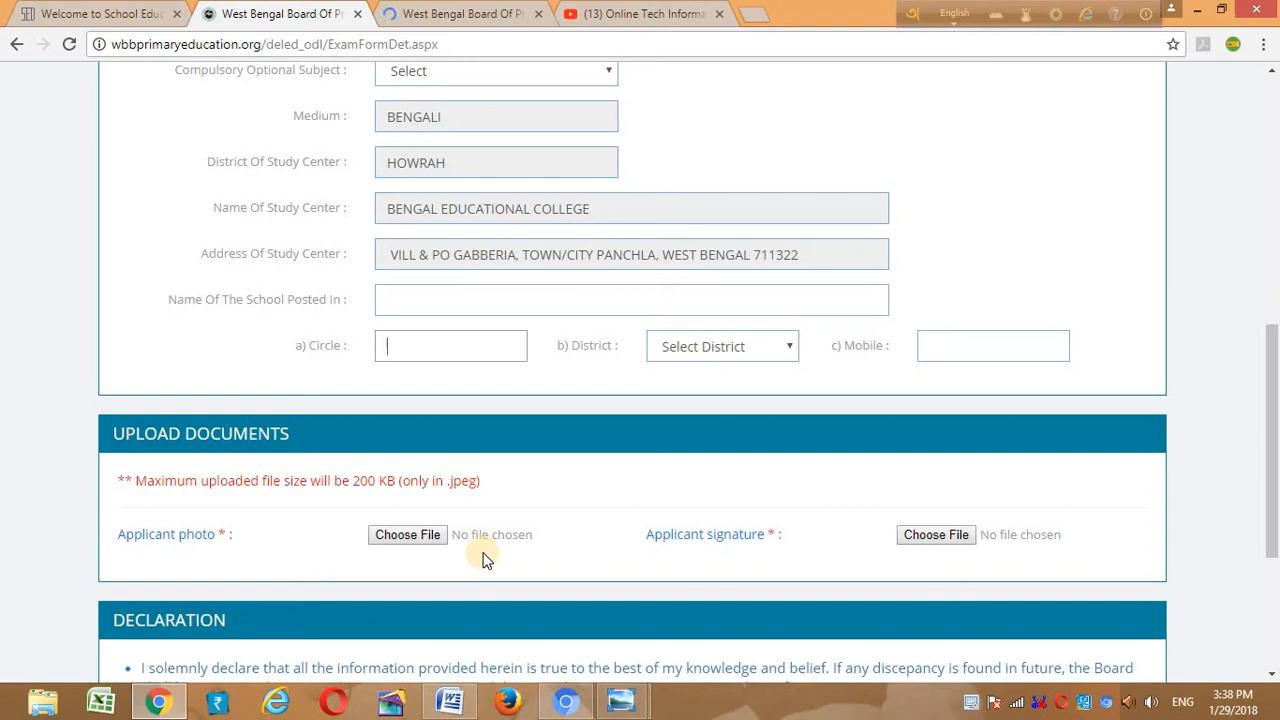 Welcome to School Educ
West Bengal Board Of Pr
West Bengal Board Of Pr
(13) Online Tech Informa
English
wbbprimaryeducation.org/deled_odl/ExamFormDet.aspx
Compulsory Optional Subject :
Select
Medium :
BENGALI
District Of Study Center :
HOWRAH
Name Of Study Center :
BENGAL EDUCATIONAL COLLEGE
Address Of Study Center :
VILL & PO GABBERIA, TOWN/CITY PANCHLA, WEST BENGAL 711322
Name Of The School Posted In :
a) Circle :
b) District :
Select District
c) Mobile :
UPLOAD DOCUMENTS
** Maximum uploaded file size will be 200 KB (only in .jpeg)
Applicant photo * :
Choose File No file chosen
Applicant signature * :
Choose File No file chosen
DECLARATION
• I solemnly declare that all the information provided herein is true to the best of my knowledge and belief. If any discrepancy is found in future, the Board
ENG
3:38 PM
1/29/2018